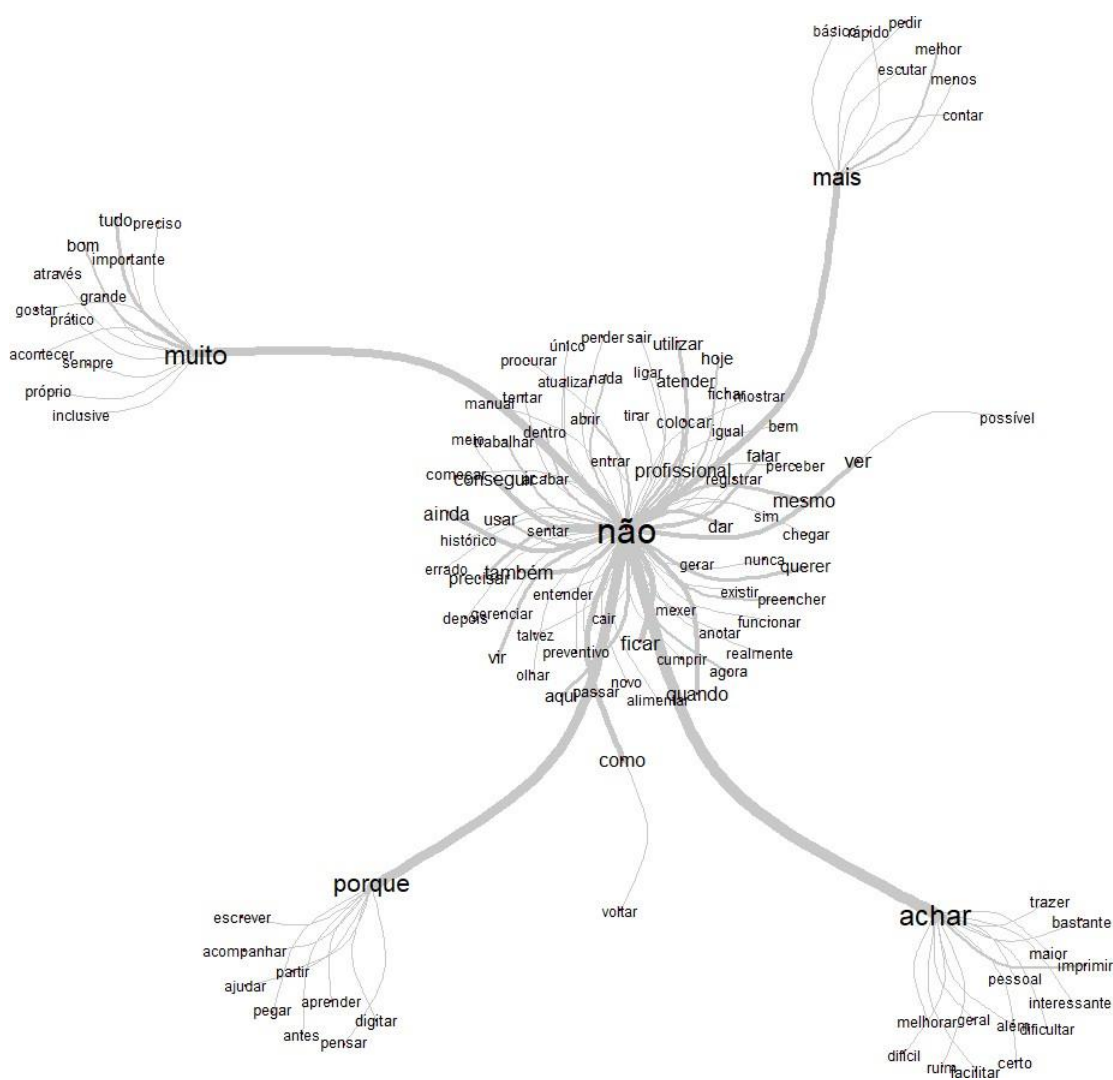 pedir
básico
rápido
melhor
escutar
menos
contar
mais
tudo
preciso
bom
importante
através
grande
gostar
prático
acontecer
sempre
muito
próprio
inclusive
único
perder
sair
utilizar
procurar
hoje
ligar
atualizar
nada
atender
tentar
fichar
mostrar
manual
abrir
tirar
colocar
possível
meio
dentro
igual
bem
trabalhar
entrar
falar
ver
começar
conseguir
acabar
profissional
perceber
registrar
ainda
usar
mesmo
sentar
não
dar
sim
histórico
chegar
errado
precisar
também
gerar
nunca
querer
entender
existir
preencher
depois
gerenciar
cair
mexer
funcionar
talvez
anotar
vir
preventivo
ficar
realmente
olhar
cumprir
agora
aqui
passar
novo
alimentar
quando
como
porque
voltar
achar
escrever
trazer
bastante
acompanhar
maior
imprimir
ajudar
partir
pessoal
pegar
aprender
interessante
digitar
melhorar
geral
além
dificultar
antes
pensar
difícil
ruim
facilitar
certo